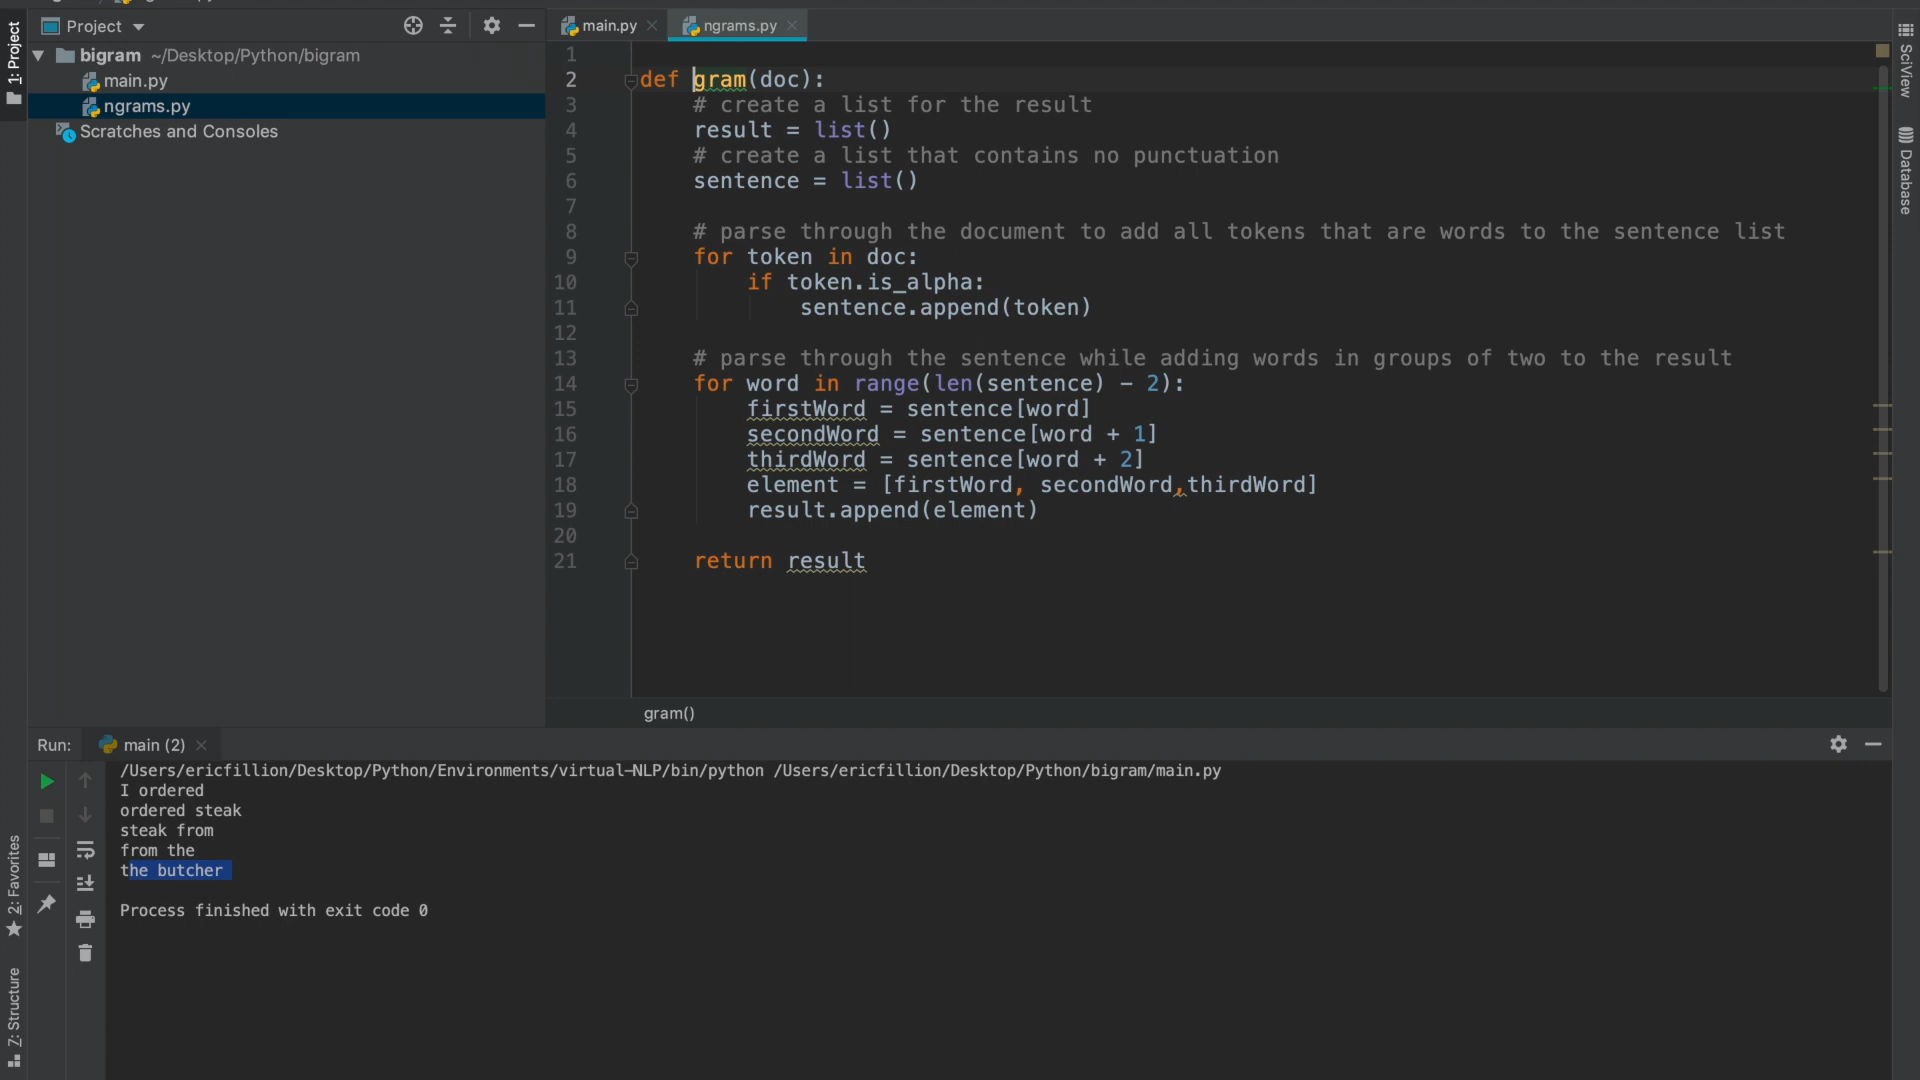 Project
main.py
ngrams.py
1: Project
bigram ~/Desktop/Python/bigram
main.py
ngrams.py
Scratches and Consoles
1
2 def gram(doc):
3 # create a list for the result
4 result = list()
5 # create a list that contains no punctuation
6 sentence = list()
7
8 # parse through the document to add all tokens that are words to the sentence list
9 for token in doc:
10 if token.is_alpha:
11 sentence.append(token)
12
13 # parse through the sentence while adding words in groups of two to the result
14 for word in range(len(sentence) - 2):
15 firstWord = sentence[word]
16 secondWord = sentence[word + 1]
17 thirdWord = sentence[word + 2]
18 element = [firstWord, secondWord,thirdWord]
19 result.append(element)
20
21 return result
gram()
SciView
Database
Run: main (2)
/Users/ericfillion/Desktop/Python/Environments/virtual-NLP/bin/python /Users/ericfillion/Desktop/Python/bigram/main.py
I ordered
ordered steak
steak from
from the
the butcher
Process finished with exit code 0
2: Favorites
Z: Structure